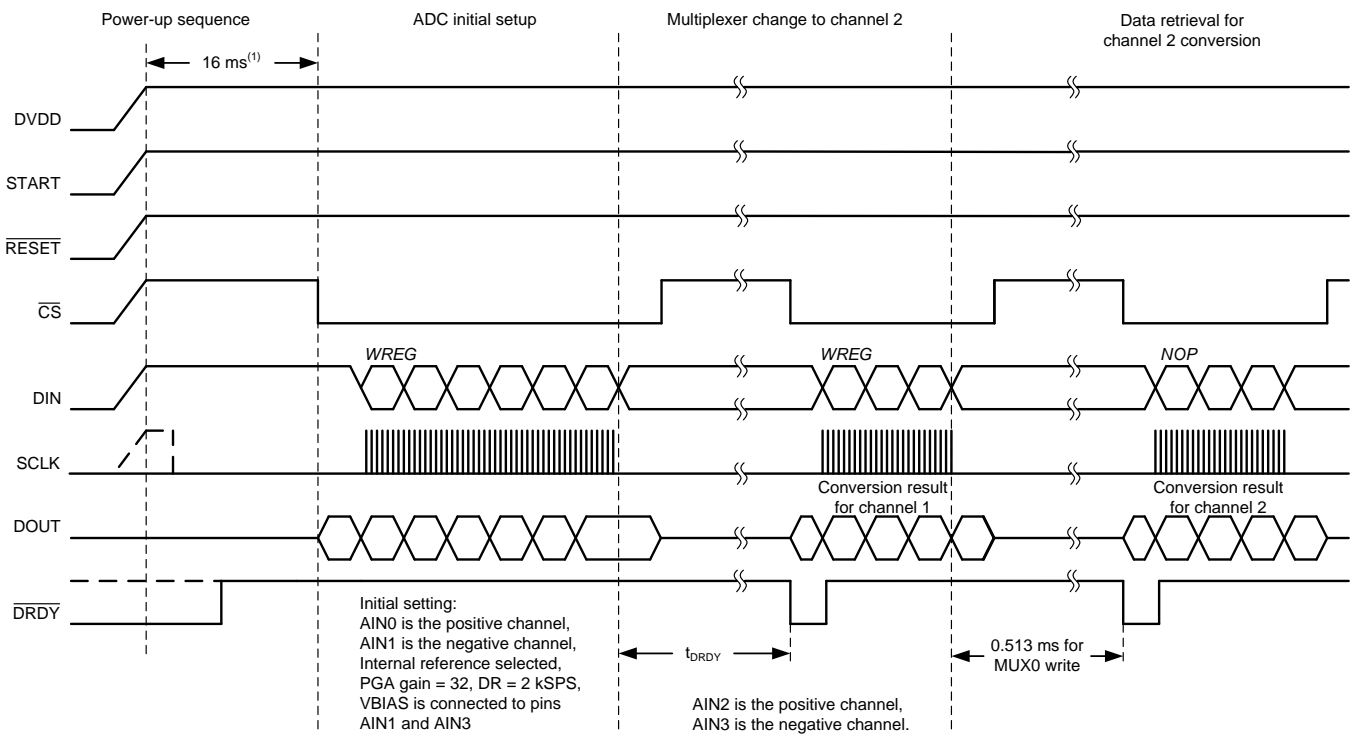 Power-up sequence
ADC initial setup
Multiplexer change to channel 2
Data retrieval for
channel 2 conversion
16 ms(1)
DVDD
START
RESET
CS
DIN
WREG
WREG
NOP
SCLK
Conversion result
for channel 1
Conversion result
for channel 2
DOUT
DRDY
Initial setting:
AIN0 is the positive channel,
AIN1 is the negative channel,
Internal reference selected,
PGA gain = 32, DR = 2 kSPS,
VBIAS is connected to pins
AIN1 and AIN3
tDRDY
0.513 ms for
MUX0 write
AIN2 is the positive channel,
AIN3 is the negative channel.